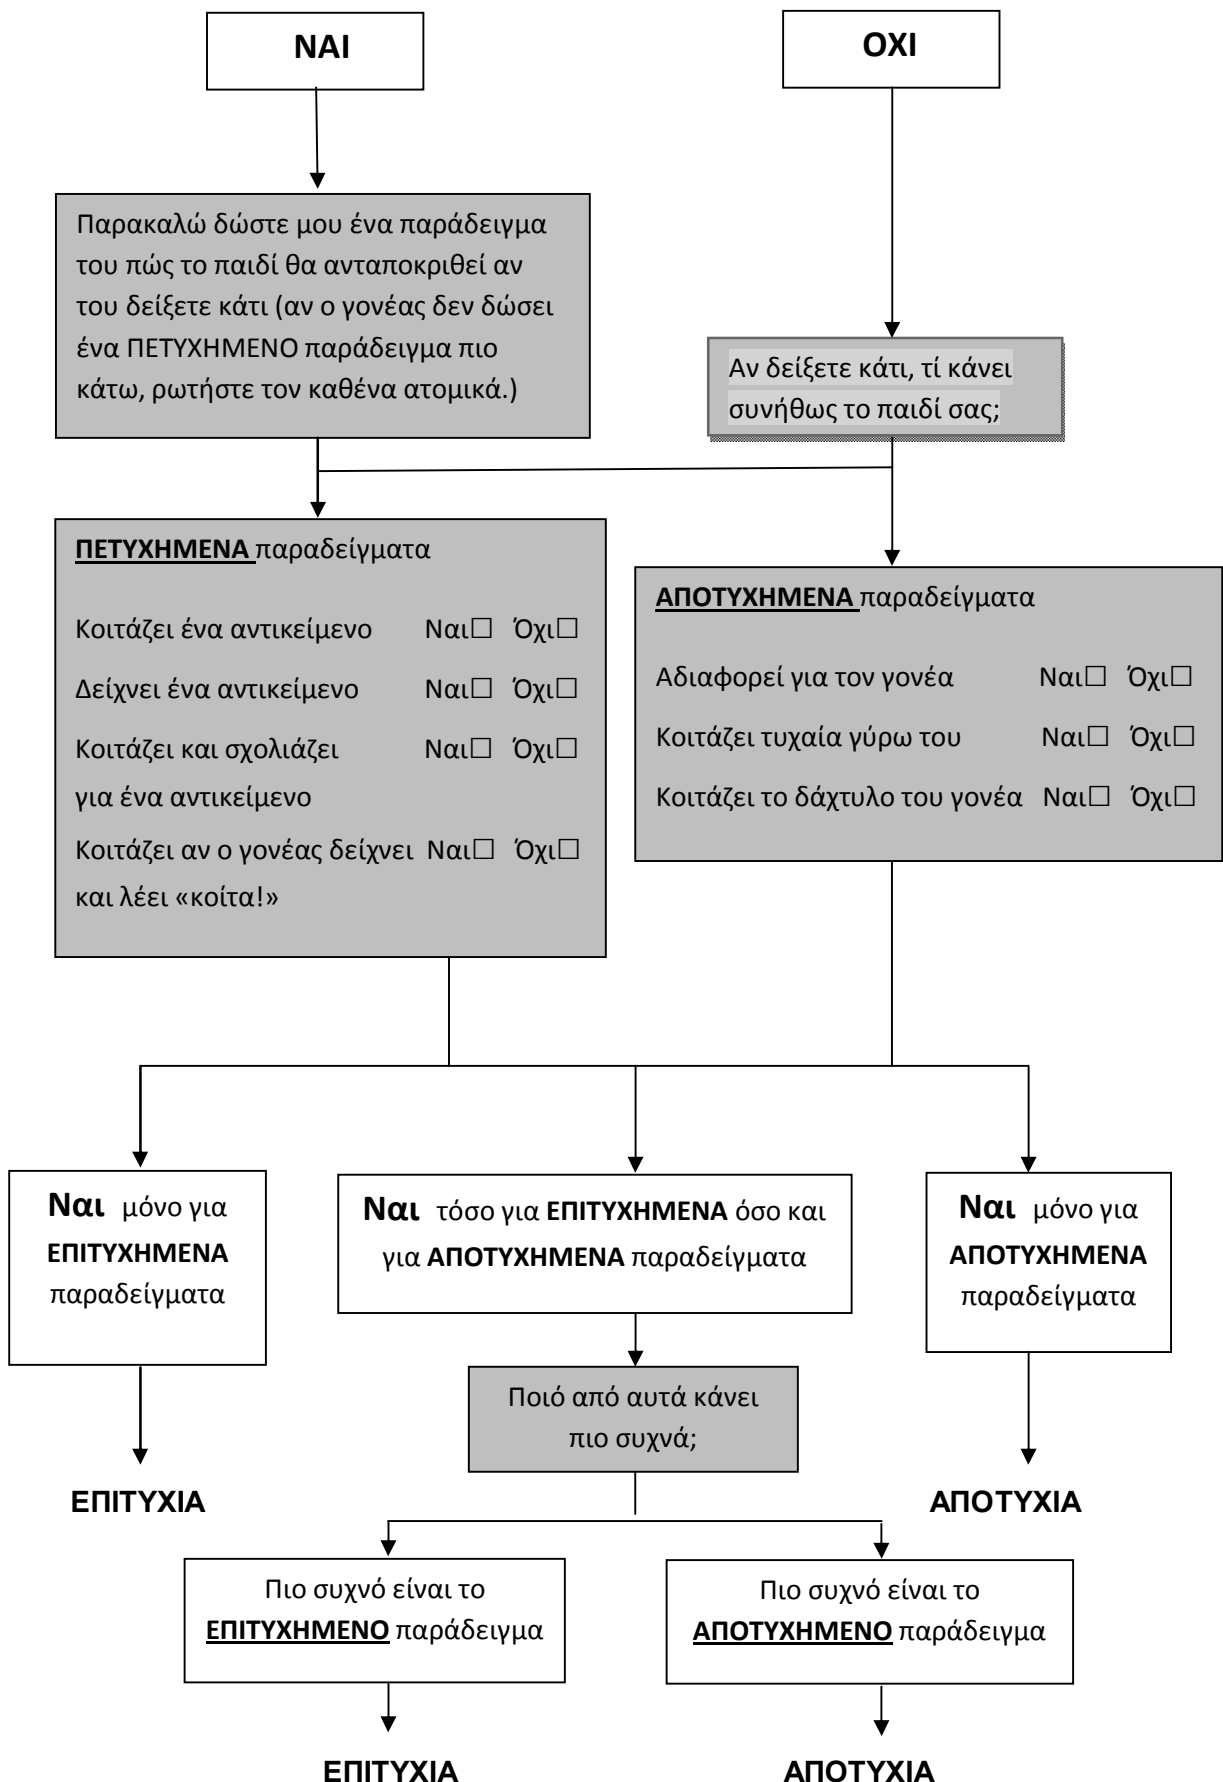 ΝΑΙ
ΟΧΙ
Παρακαλώ δώστε μου ένα παράδειγμα
του πώς το παιδί θα ανταποκριθεί αν
του δείξετε κάτι (αν ο γονέας δεν δώσει
ένα ΠΕΤΥΧΗΜΕΝΟ παράδειγμα πιο
κάτω, ρωτήστε τον καθένα ατομικά.)
Αν δείξετε κάτι, τί κάνει
συνήθως το παιδί σας;
ΠΕΤΥΧΗΜΕΝΑ παραδείγματα
Κοιτάζει ένα αντικείμενο Ναι☐ Όχι☐
Δείχνει ένα αντικείμενο Ναι☐ Όχι☐
Κοιτάζει και σχολιάζει Ναι☐ Όχι☐
για ένα αντικείμενο
Κοιτάζει αν ο γονέας δείχνει Ναι☐ Όχι☐
και λέει «κοίτα!»
ΑΠΟΤΥΧΗΜΕΝΑ παραδείγματα
Αδιαφορεί για τον γονέα Ναι☐ Όχι☐
Κοιτάζει τυχαία γύρω του Ναι☐ Όχι☐
Κοιτάζει το δάχτυλο του γονέα Ναι☐ Όχι☐
Ναι μόνο για
ΕΠΙΤΥΧΗΜΕΝΑ
παραδείγματα
Ναι τόσο για ΕΠΙΤΥΧΗΜΕΝΑ όσο και
για ΑΠΟΤΥΧΗΜΕΝΑ παραδείγματα
Ναι μόνο για
ΑΠΟΤΥΧΗΜΕΝΑ
παραδείγματα
Ποιό από αυτά κάνει
πιο συχνά;
ΕΠΙΤΥΧΙΑ
ΑΠΟΤΥΧΙΑ
Πιο συχνό είναι το
ΕΠΙΤΥΧΗΜΕΝΟ παράδειγμα
Πιο συχνό είναι το
ΑΠΟΤΥΧΗΜΕΝΟ παράδειγμα
ΕΠΙΤΥΧΙΑ
ΑΠΟΤΥΧΙΑ